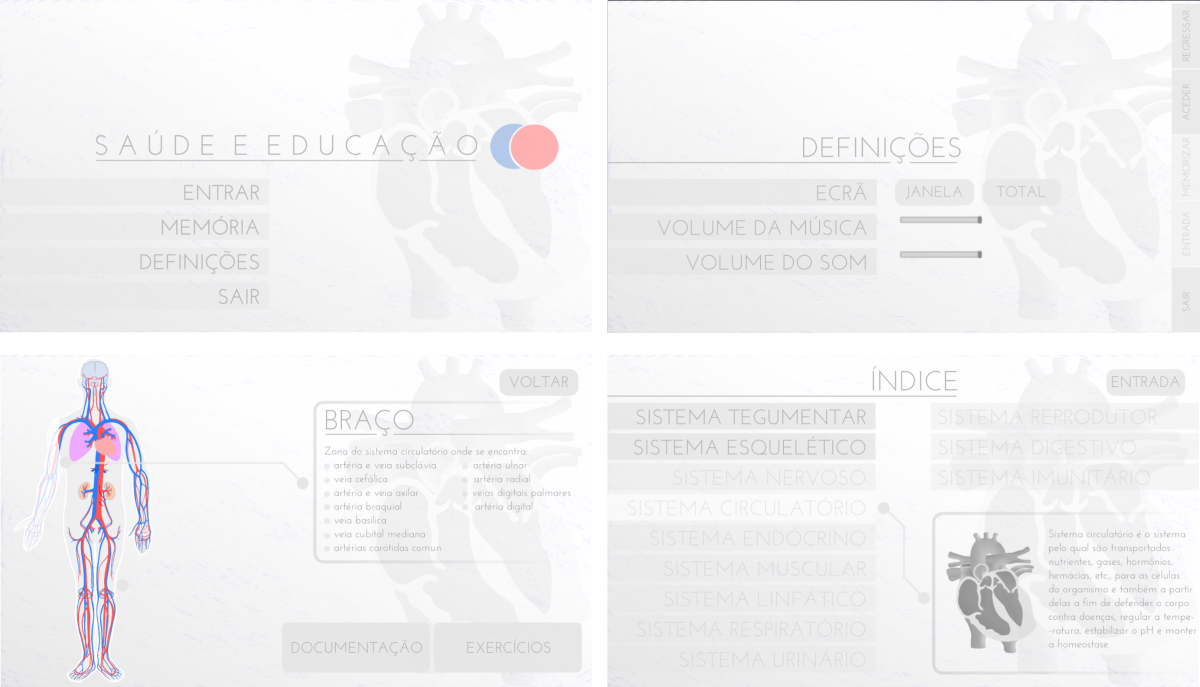 SAÚDE E EDUCAÇÃO
ENTRAR
MEMÓRIA
DEFINIÇÕES
SAIR
DEFINIÇÕES
ECRÃ
JANELA
TOTAL
VOLUME DA MÚSICA
VOLUME DO SOM
REGRESSAR
ACEDER
MEMORIZAR
ENTRADA
SAIR
VOLTAR
BRAÇO
Zona do sistema circulatório onde se encontra:
artéria e veia subclávia
veia cefálica
artéria e veia axilar
artéria braquial
veia basilica
veia cubital mediana
artérias carótidas comun
artéria ulnar
artéria radial
veias digitais palmares
artéria digital
DOCUMENTAÇÃO
EXERCÍCIOS
ÍNDICE
ENTRADA
SISTEMA TEGUMENTAR
SISTEMA ESQUELÉTICO
SISTEMA NERVOSO
SISTEMA CIRCULATÓRIO
SISTEMA ENDÓCRINO
SISTEMA MUSCULAR
SISTEMA LINFÁTICO
SISTEMA RESPIRATÓRIO
SISTEMA URINÁRIO
SISTEMA REPRODUTOR
SISTEMA DIGESTIVO
SISTEMA IMUNITÁRIO
Sistema circulatório é o sistema
pelo qual são transportados
nutrientes, gases, hormônios,
hemácias, etc., para as células
do organismo e também a partir
delas a fim de defender o corpo
contra doenças, regular a tempe-
-ratura, estabilizar o pH e manter
a homeostase.